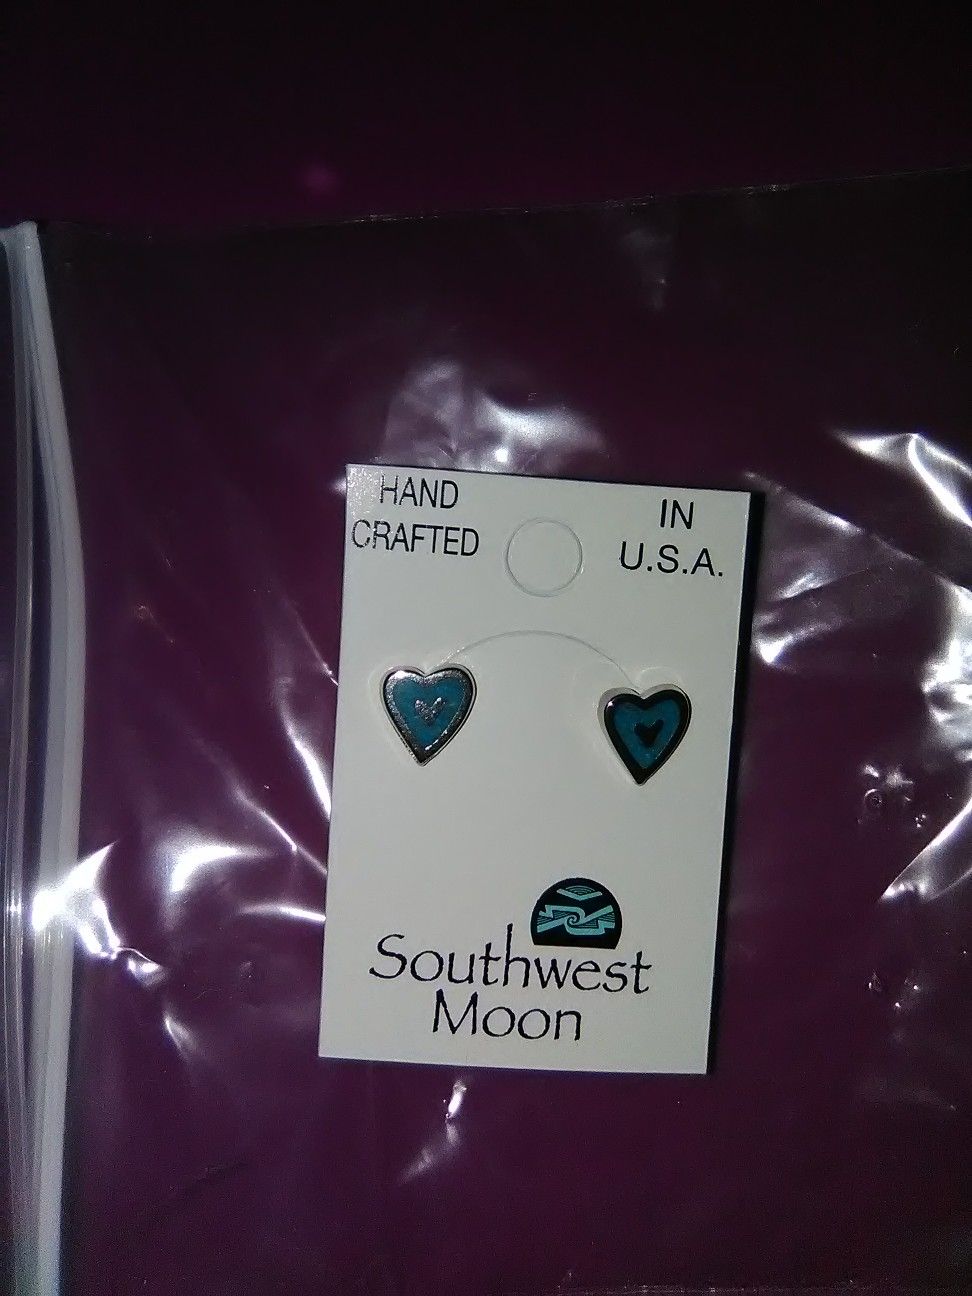 HAND
CRAFTED
IN
U.S.A.
Southwest
Moon